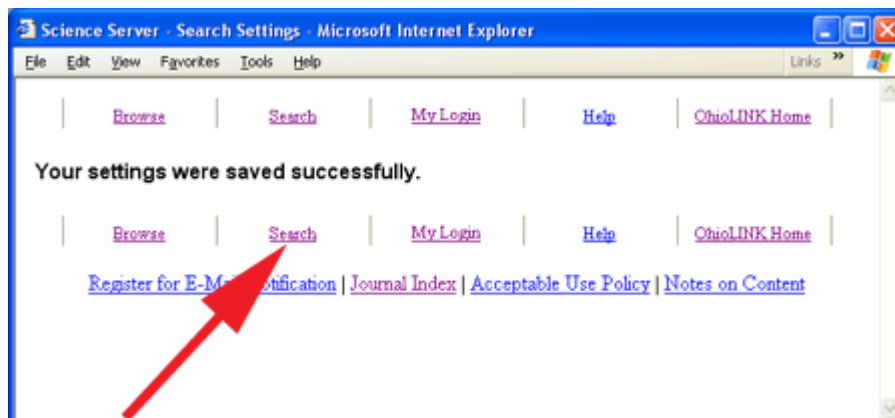 Science Server - Search Settings - Microsoft Internet Explorer
File Edit View Favorites Tools Help Links »
Browse Search My Login Help OhioLINK Home
Your settings were saved successfully.
Browse Search My Login Help OhioLINK Home
Register for E-Mail Notification | Journal Index | Acceptable Use Policy | Notes on Content